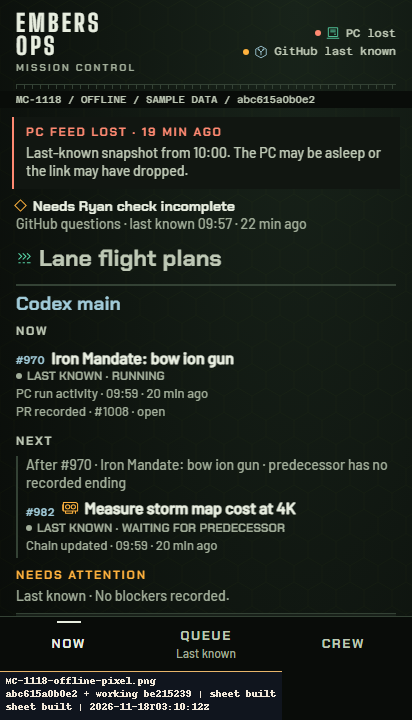 EMBERS
OPS
MISSION CONTROL
PC lost
GitHub last known
MC-1118 / OFFLINE / SAMPLE DATA / abc615a0b0e2
PC FEED LOST · 19 MIN AGO
Last-known snapshot from 10:00. The PC may be asleep or
the link may have dropped.
Needs Ryan check incomplete
GitHub questions · last known 09:57 · 22 min ago
Lane flight plans
Codex main
NOW
#970 Iron Mandate: bow ion gun
LAST KNOWN · RUNNING
PC run activity · 09:59 · 20 min ago
PR recorded · #1008 · open
NEXT
After #970 · Iron Mandate: bow ion gun · predecessor has no
recorded ending
#982 Measure storm map cost at 4K
LAST KNOWN · WAITING FOR PREDECESSOR
Chain updated · 09:59 · 20 min ago
NEEDS ATTENTION
Last known · No blockers recorded.
NOW
QUEUE
Last known
CREW
MC-1118-offline-pixel.png
abc615a0b0e2 + working be215239 | sheet built
sheet built | 2026-11-18T03:10:12Z